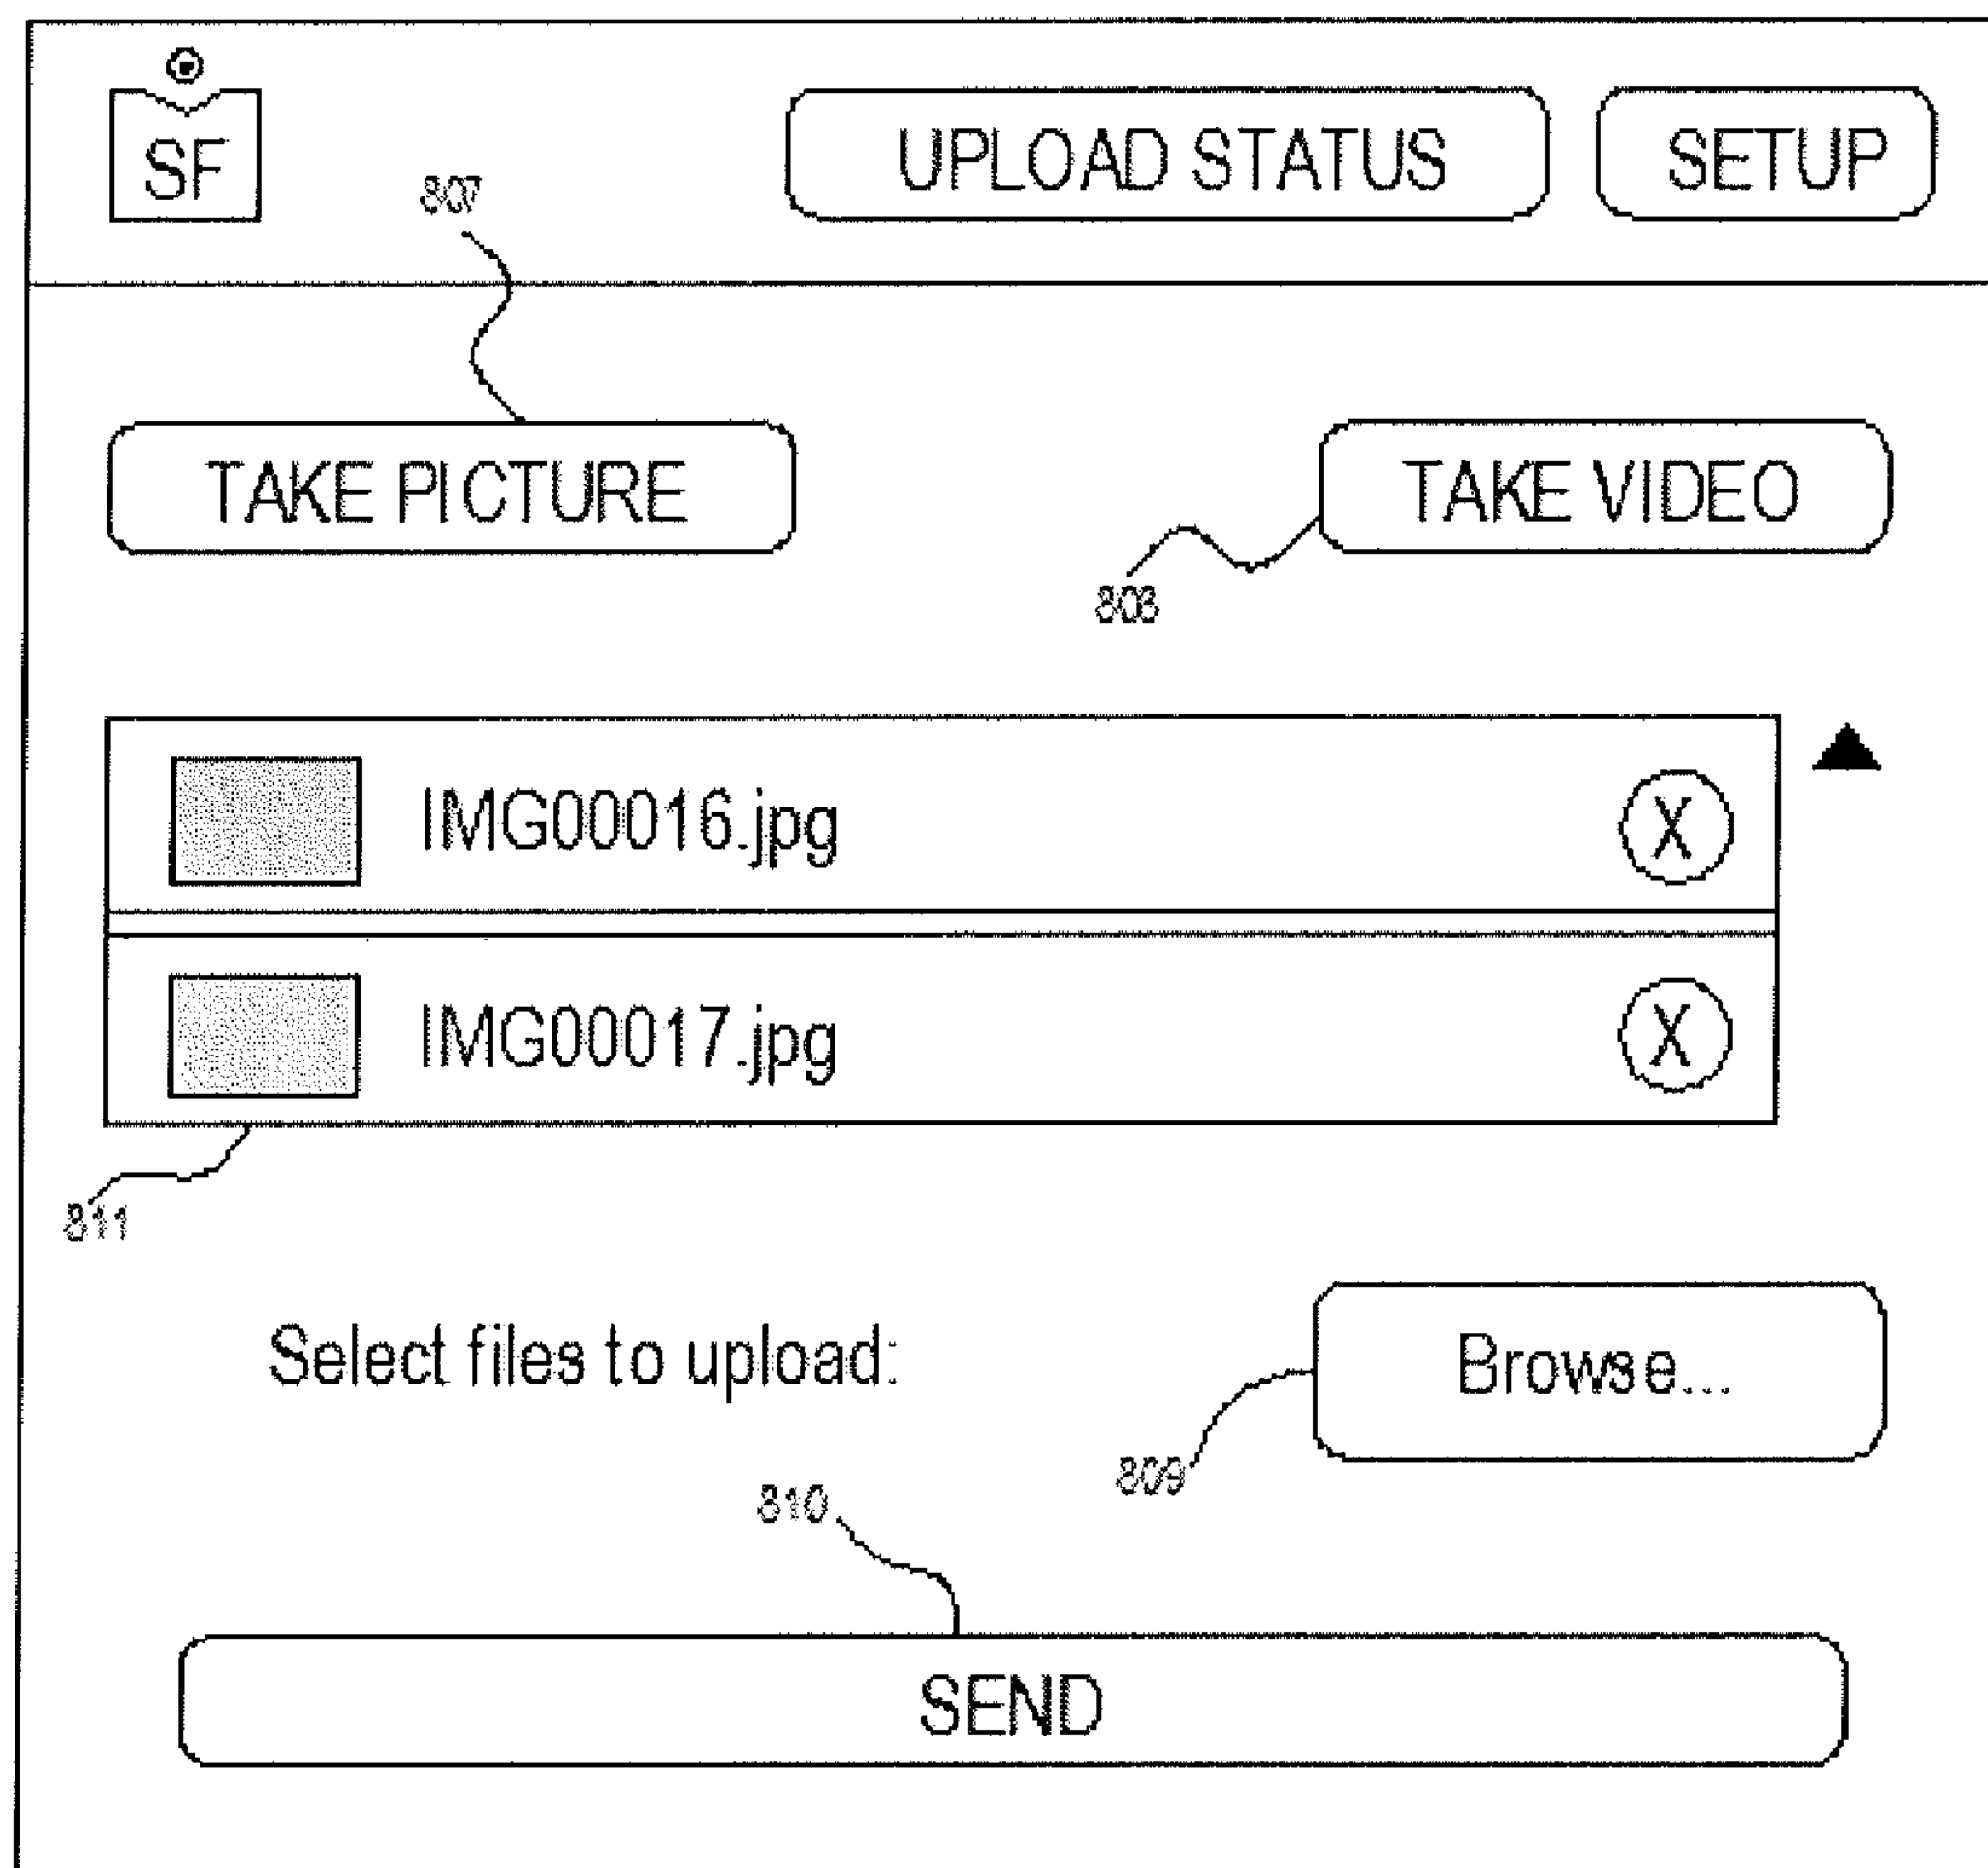 SF
UPLOAD STATUS
SETUP
807
TAKE PICTURE
TAKE VIDEO
808
IMG00016.jpg
X
IMG00017.jpg
X
811
Select files to upload:
Browse...
809
810
SEND